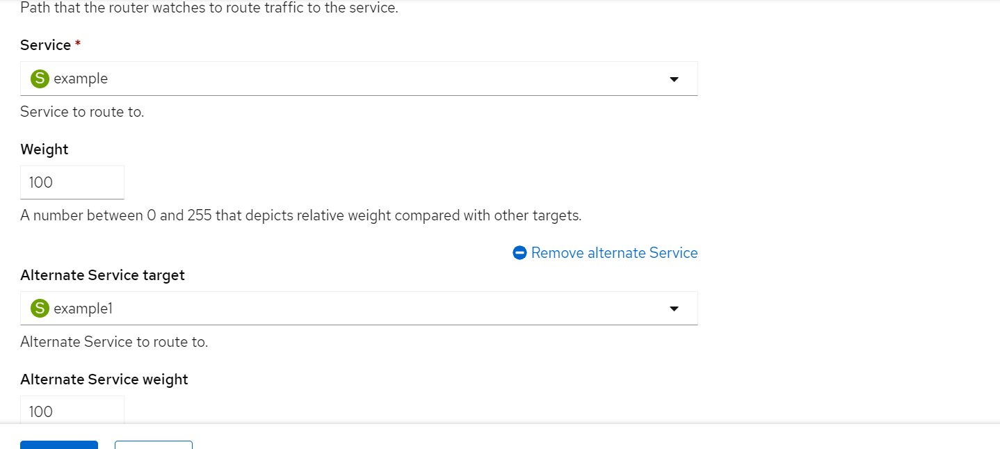 Path that the router watches to route traffic to the service.
Service *
S example
Service to route to.
Weight
100
A number between 0 and 255 that depicts relative weight compared with other targets.
Remove alternate Service
Alternate Service target
S example1
Alternate Service to route to.
Alternate Service weight
100